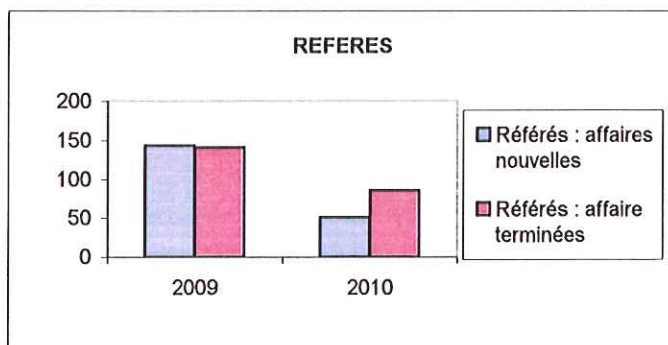 REFERES
200
150
100
50
0
2009
2010
Référés : affaires
nouvelles
Référés : affaire
terminées